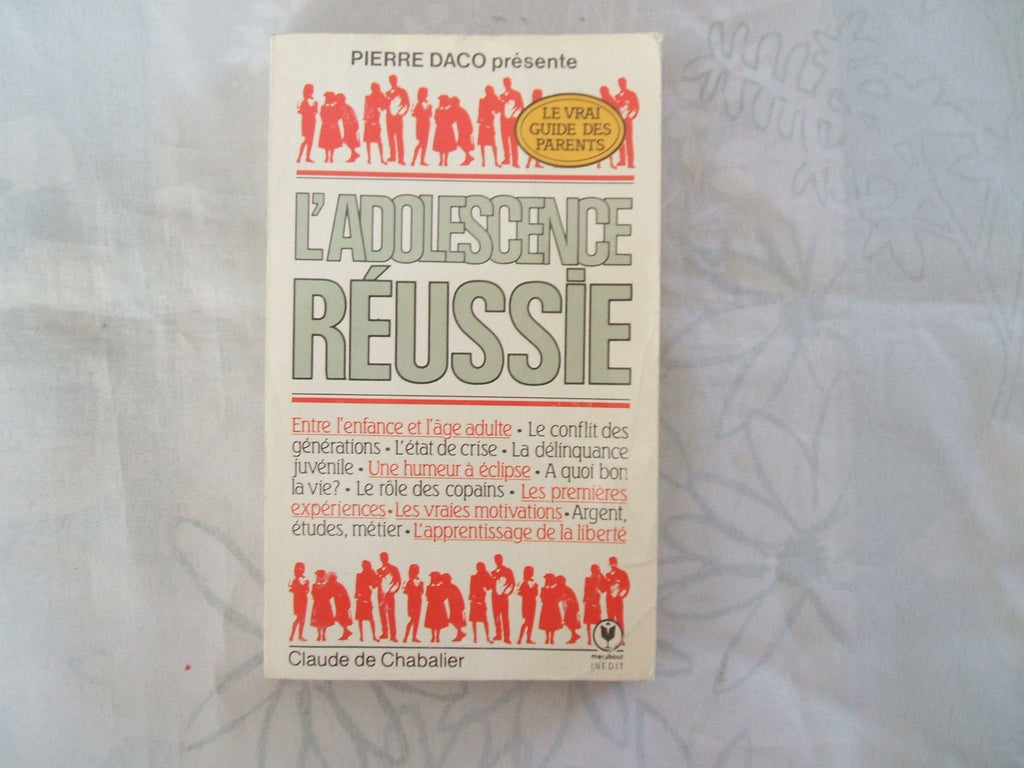 PIERRE DACO présente
LE VRAI
GUIDE DES
PARENTS
L'ADOLESCENCE
RÉUSSIE
Entre l'enfance et l'âge adulte • Le conflit des
générations • L'état de crise • La délinquance
juvénile • Une humeur à éclipse • A quoi bon
la vie? • Le rôle des copains • Les premières
expériences • Les vraies motivations • Argent,
études, métier • L'apprentissage de la liberté
marabout
INÉDIT
Claude de Chabalier